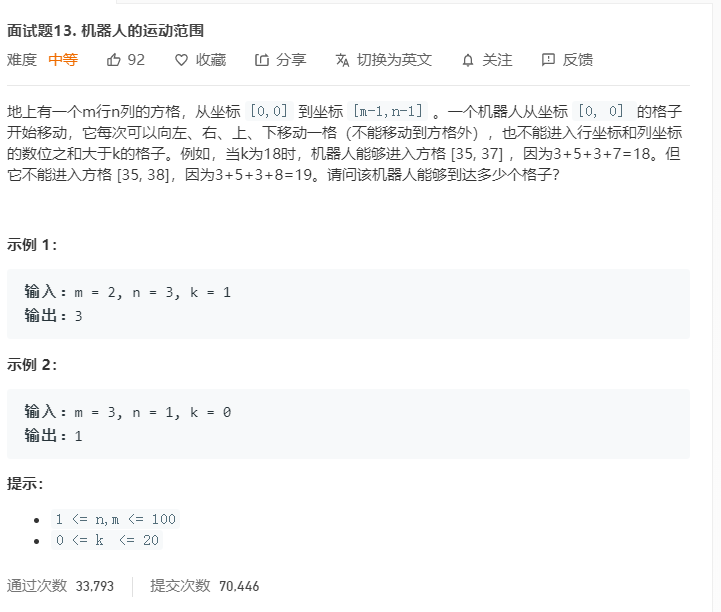 面试题13. 机器人的运动范围
难度 中等 92 收藏 分享 切换为英文 关注 反馈
地上有一个m行n列的方格，从坐标 [0,0] 到坐标 [m-1,n-1] 。一个机器人从坐标 [0, 0] 的格子
开始移动，它每次可以向左、右、上、下移动一格（不能移动到方格外），也不能进入行坐标和列坐标
的数位之和大于k的格子。例如，当k为18时，机器人能够进入方格 [35, 37] ，因为3+5+3+7=18。但
它不能进入方格 [35, 38]，因为3+5+3+8=19。请问该机器人能够到达多少个格子？
示例 1：
输入：m = 2, n = 3, k = 1
输出：3
示例 2：
输入：m = 3, n = 1, k = 0
输出：1
提示：
• 1 <= n,m <= 100
• 0 <= k <= 20
通过次数 33,793 提交次数 70,446